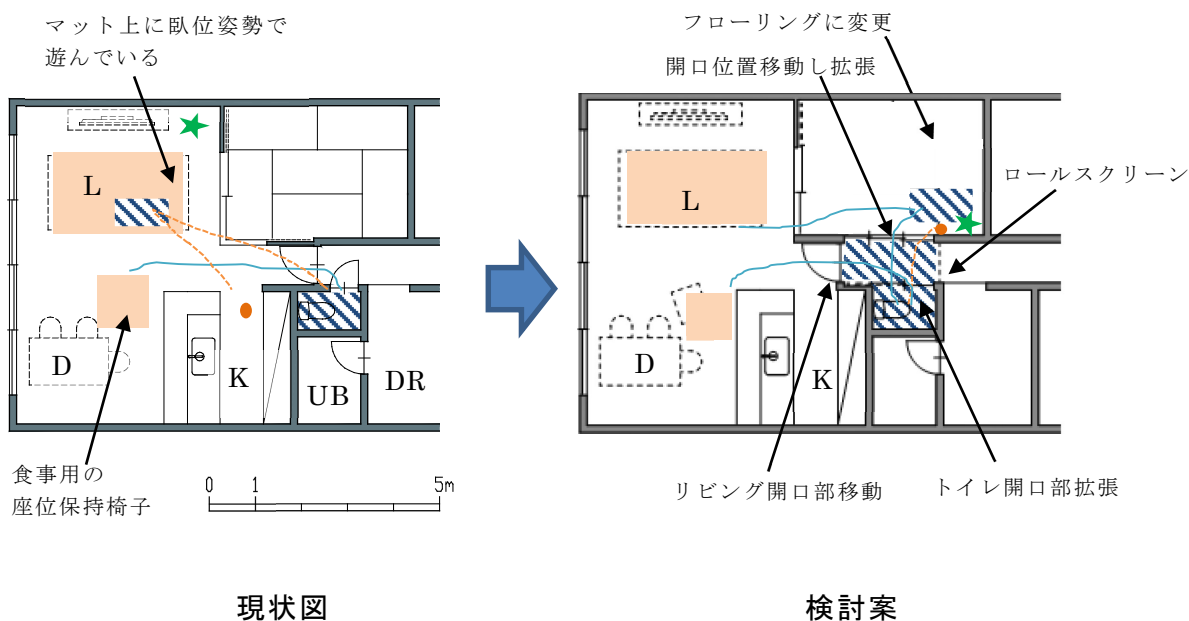 マット上に臥位姿勢で
遊んでいる
L
D
K
UB
DR
食事用の
座位保持椅子
0 1 5m
現状図
フローリングに変更
開口位置移動し拡張
ロールスクリーン
L
D
K
リビング開口部移動
トイレ開口部拡張
検討案